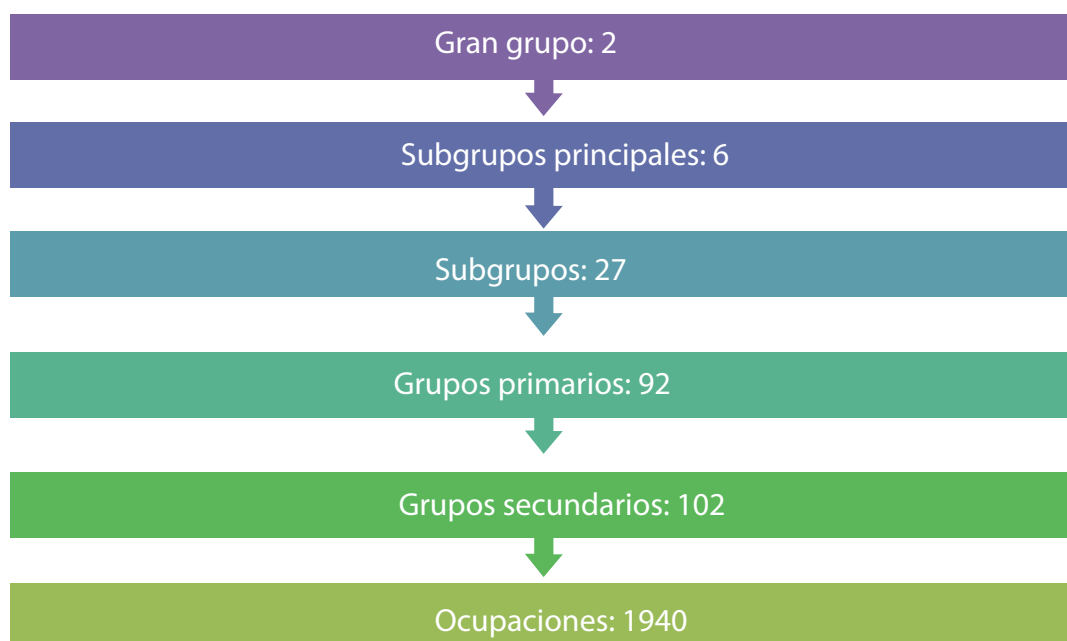 Gran grupo: 2
Subgrupos principales: 6
Subgrupos: 27
Grupos primarios: 92
Grupos secundarios: 102
Ocupaciones: 1940